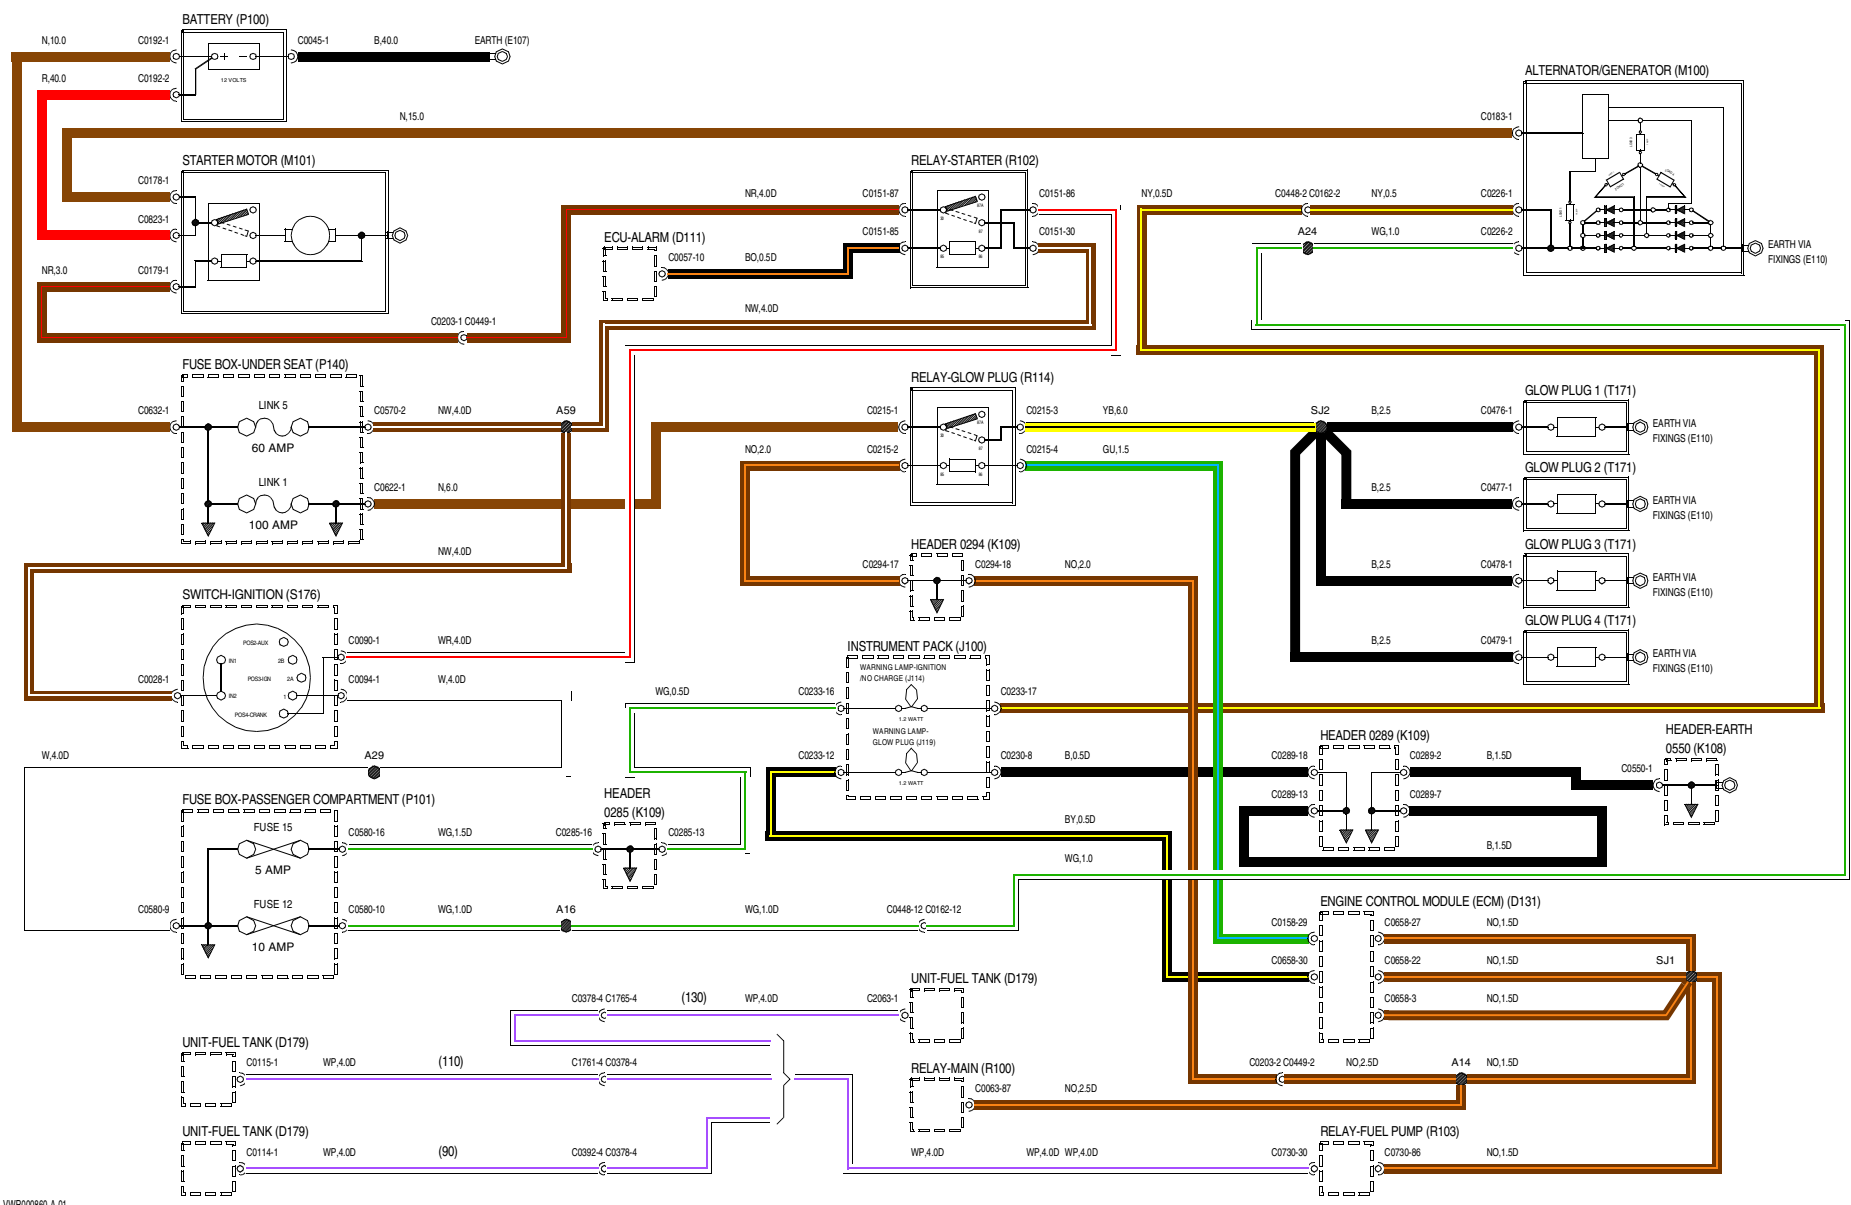 BATTERY (P100)
N,10.0
C0192-1
C0045-1
B,40.0
EARTH (E107)
R,40.0
C0192-2
+ −
12 VOLTS
N,15.0
ALTERNATOR/GENERATOR (M100)
C0183-1
STARTER MOTOR (M101)
C0178-1
C0823-1
NR,3.0
C0179-1
C0203-1 C0449-1
NR,4.0D
RELAY-STARTER (R102)
C0151-87
C0151-86
C0151-85
C0151-30
30
87A
87
85
86
ECU-ALARM (D111)
C0057-10
BO,0.5D
NW,4.0D
NY,0.5D
C0448-2 C0162-2
NY,0.5
C0226-1
A24
WG,1.0
C0226-2
EARTH VIA
FIXINGS (E110)
FUSE BOX-UNDER SEAT (P140)
C0632-1
LINK 5
60 AMP
C0570-2
NW,4.0D
A59
LINK 1
100 AMP
C0622-1
N,6.0
NW,4.0D
RELAY-GLOW PLUG (R114)
C0215-1
C0215-3
YB,6.0
SJ2
NO,2.0
C0215-2
C0215-4
GU,1.5
30
87A
87
85
86
GLOW PLUG 1 (T171)
B,2.5
C0476-1
EARTH VIA
FIXINGS (E110)
GLOW PLUG 2 (T171)
B,2.5
C0477-1
EARTH VIA
FIXINGS (E110)
GLOW PLUG 3 (T171)
B,2.5
C0478-1
EARTH VIA
FIXINGS (E110)
GLOW PLUG 4 (T171)
B,2.5
C0479-1
EARTH VIA
FIXINGS (E110)
HEADER 0294 (K109)
C0294-17
C0294-18
NO,2.0
SWITCH-IGNITION (S176)
C0028-1
POS2-AUX
IN1
2B
POS3-IGN
2A
IN2
1
POS4-CRANK
C0090-1
WR,4.0D
C0094-1
W,4.0D
W,4.0D
A29
INSTRUMENT PACK (J100)
WARNING LAMP-IGNITION
/NO CHARGE (J114)
WG,0.5D
C0233-16
C0233-17
1.2 WATT
WARNING LAMP-
GLOW PLUG (J119)
C0233-12
C0230-8
B,0.5D
1.2 WATT
BY,0.5D
WG,1.0
HEADER 0289 (K109)
C0289-18
C0289-2
B,1.5D
C0289-13
C0289-7
B,1.5D
HEADER-EARTH
0550 (K108)
C0550-1
FUSE BOX-PASSENGER COMPARTMENT (P101)
FUSE 15
5 AMP
C0580-16
WG,1.5D
C0285-16
HEADER
0285 (K109)
C0285-13
C0580-9
FUSE 12
10 AMP
C0580-10
WG,1.0D
A16
WG,1.0D
C0448-12 C0162-12
ENGINE CONTROL MODULE (ECM) (D131)
C0158-29
C0658-27
NO,1.5D
C0658-30
C0658-22
NO,1.5D
SJ1
C0658-3
NO,1.5D
UNIT-FUEL TANK (D179)
C0378-4 C1765-4
(130)
WP,4.0D
C2063-1
UNIT-FUEL TANK (D179)
C0115-1
WP,4.0D
(110)
C1761-4 C0378-4
UNIT-FUEL TANK (D179)
C0114-1
WP,4.0D
(90)
C0392-4 C0378-4
RELAY-MAIN (R100)
C0063-87
NO,2.5D
C0203-2 C0449-2
NO,2.5D
A14
NO,1.5D
RELAY-FUEL PUMP (R103)
WP,4.0D
WP,4.0D WP,4.0D
C0730-30
C0730-86
NO,1.5D